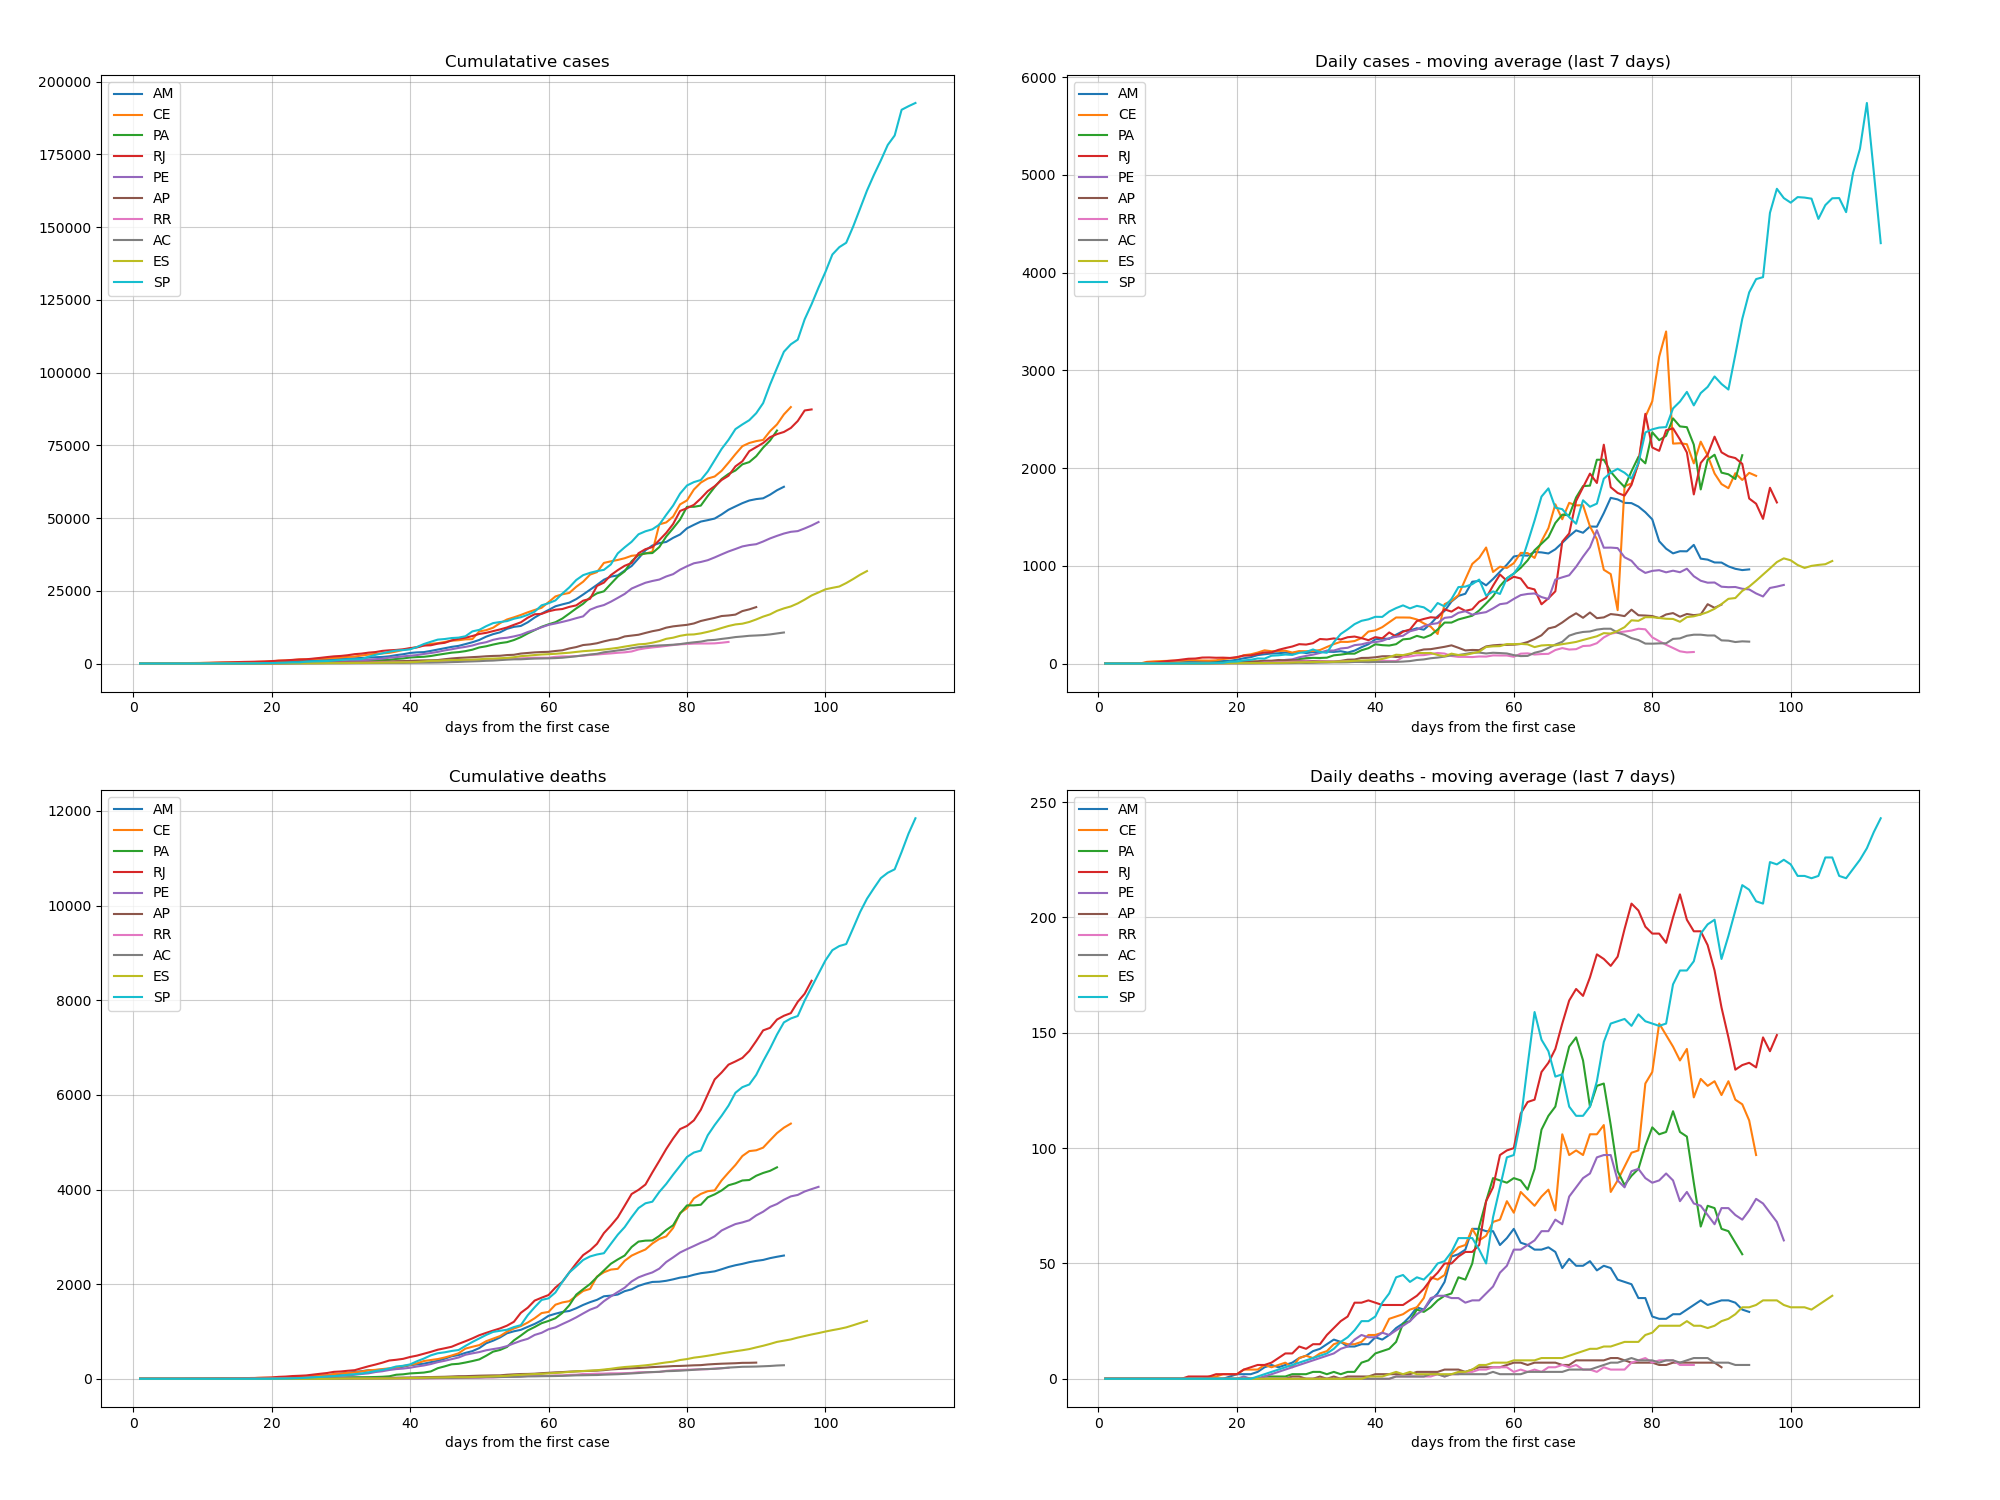 Cumulatative cases
200000
175000
150000
125000
100000
75000
50000
25000
0
AM
CE
PA
RJ
PE
AP
RR
AC
ES
SP
0 20 40 60 80 100
days from the first case
Daily cases - moving average (last 7 days)
6000
5000
4000
3000
2000
1000
0
AM
CE
PA
RJ
PE
AP
RR
AC
ES
SP
0 20 40 60 80 100
days from the first case
Cumulative deaths
12000
10000
8000
6000
4000
2000
0
AM
CE
PA
RJ
PE
AP
RR
AC
ES
SP
0 20 40 60 80 100
days from the first case
Daily deaths - moving average (last 7 days)
250
200
150
100
50
0
AM
CE
PA
RJ
PE
AP
RR
AC
ES
SP
0 20 40 60 80 100
days from the first case